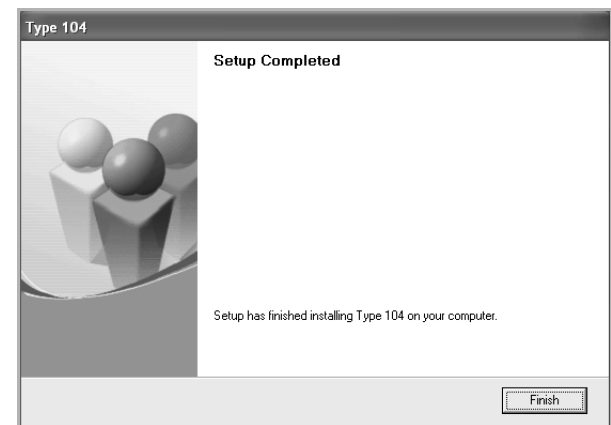 Type 104
Setup Completed
Setup has finished installing Type 104 on your computer.
Finish